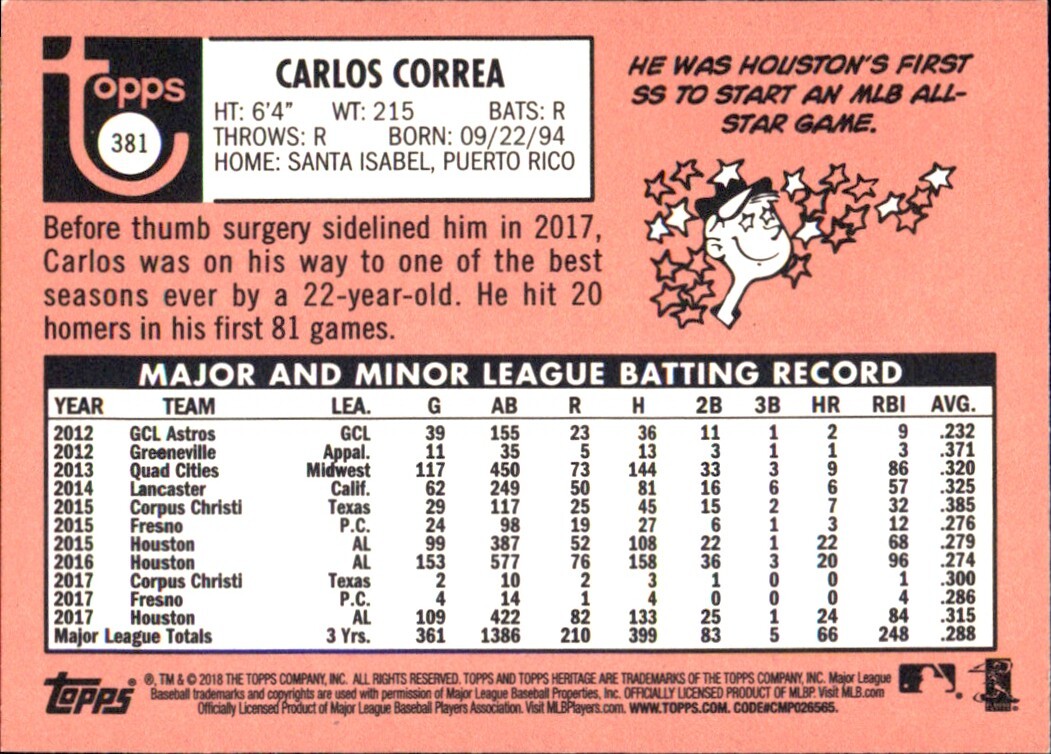 topps
381
CARLOS CORREA
HT: 6'4" WT: 215 BATS: R
THROWS: R BORN: 09/22/94
HOME: SANTA ISABEL, PUERTO RICO
HE WAS HOUSTON'S FIRST
SS TO START AN MLB ALL-
STAR GAME.
Before thumb surgery sidelined him in 2017,
Carlos was on his way to one of the best
seasons ever by a 22-year-old. He hit 20
homers in his first 81 games.
MAJOR AND MINOR LEAGUE BATTING RECORD
YEAR TEAM LEA. G AB R H 2B 3B HR RBI AVG.
2012 GCL Astros GCL 39 155 23 36 11 1 2 9 .232
2012 Greeneville Appal. 11 35 5 13 3 1 1 3 .371
2013 Quad Cities Midwest 117 450 73 144 33 3 9 86 .320
2014 Lancaster Calif. 62 249 50 81 16 6 6 57 .325
2015 Corpus Christi Texas 29 117 25 45 15 2 7 32 .385
2015 Fresno P.C. 24 98 19 27 6 1 3 12 .276
2015 Houston AL 99 387 52 108 22 1 22 68 .279
2016 Houston AL 153 577 76 158 36 3 20 96 .274
2017 Corpus Christi Texas 2 10 2 3 1 0 0 1 .300
2017 Fresno P.C. 4 14 1 4 0 0 0 4 .286
2017 Houston AL 109 422 82 133 25 1 24 84 .315
Major League Totals 3 Yrs. 361 1386 210 399 83 5 66 248 .288
Topps® ®, TM & © 2018 THE TOPPS COMPANY, INC. ALL RIGHTS RESERVED. TOPPS AND TOPPS HERITAGE ARE TRADEMARKS OF THE TOPPS COMPANY, INC. Major League
Baseball trademarks and copyrights are used with permission of Major League Baseball Properties, Inc. OFFICIALLY LICENSED PRODUCT OF MLBP. Visit MLB.com
Officially Licensed Product of Major League Baseball Players Association. Visit MLBPlayers.com. WWW.TOPPS.COM. CODE#CMP026565.